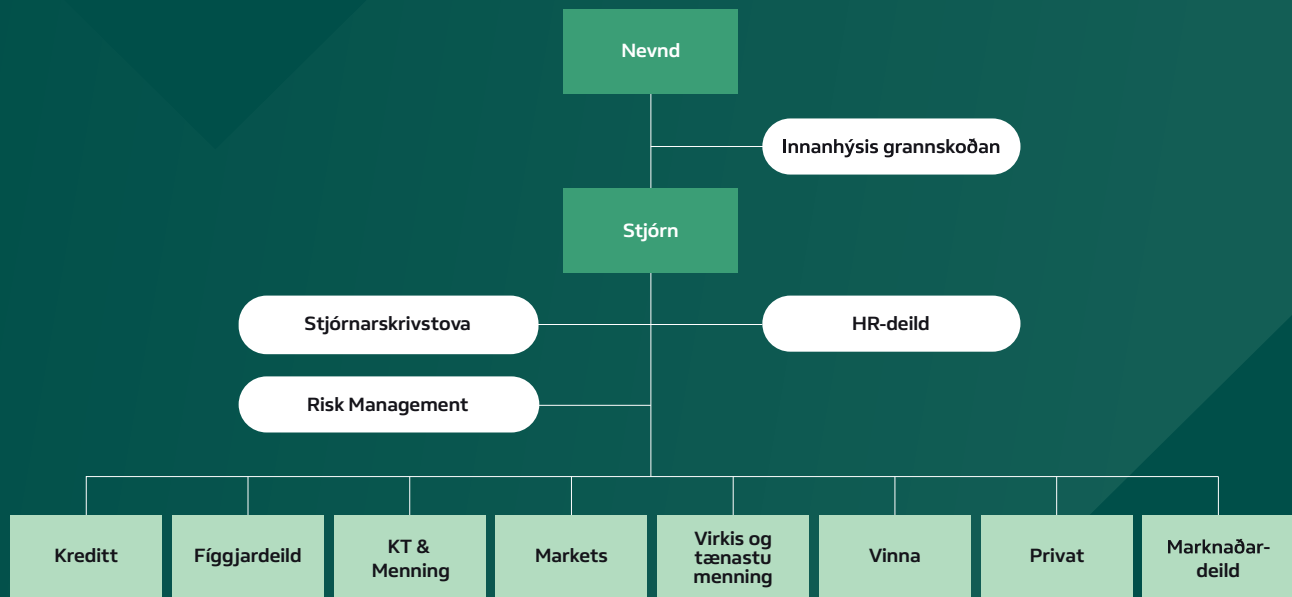 Nevnd
Innanhýsis grannskoðan
Stjórn
Stjórnarskrivstova
HR-deild
Risk Management
Kreditt
Fíggjardeild
KT &
Menning
Markets
Virkis og
tænastu
menning
Vinna
Privat
Marknaðar-
deild